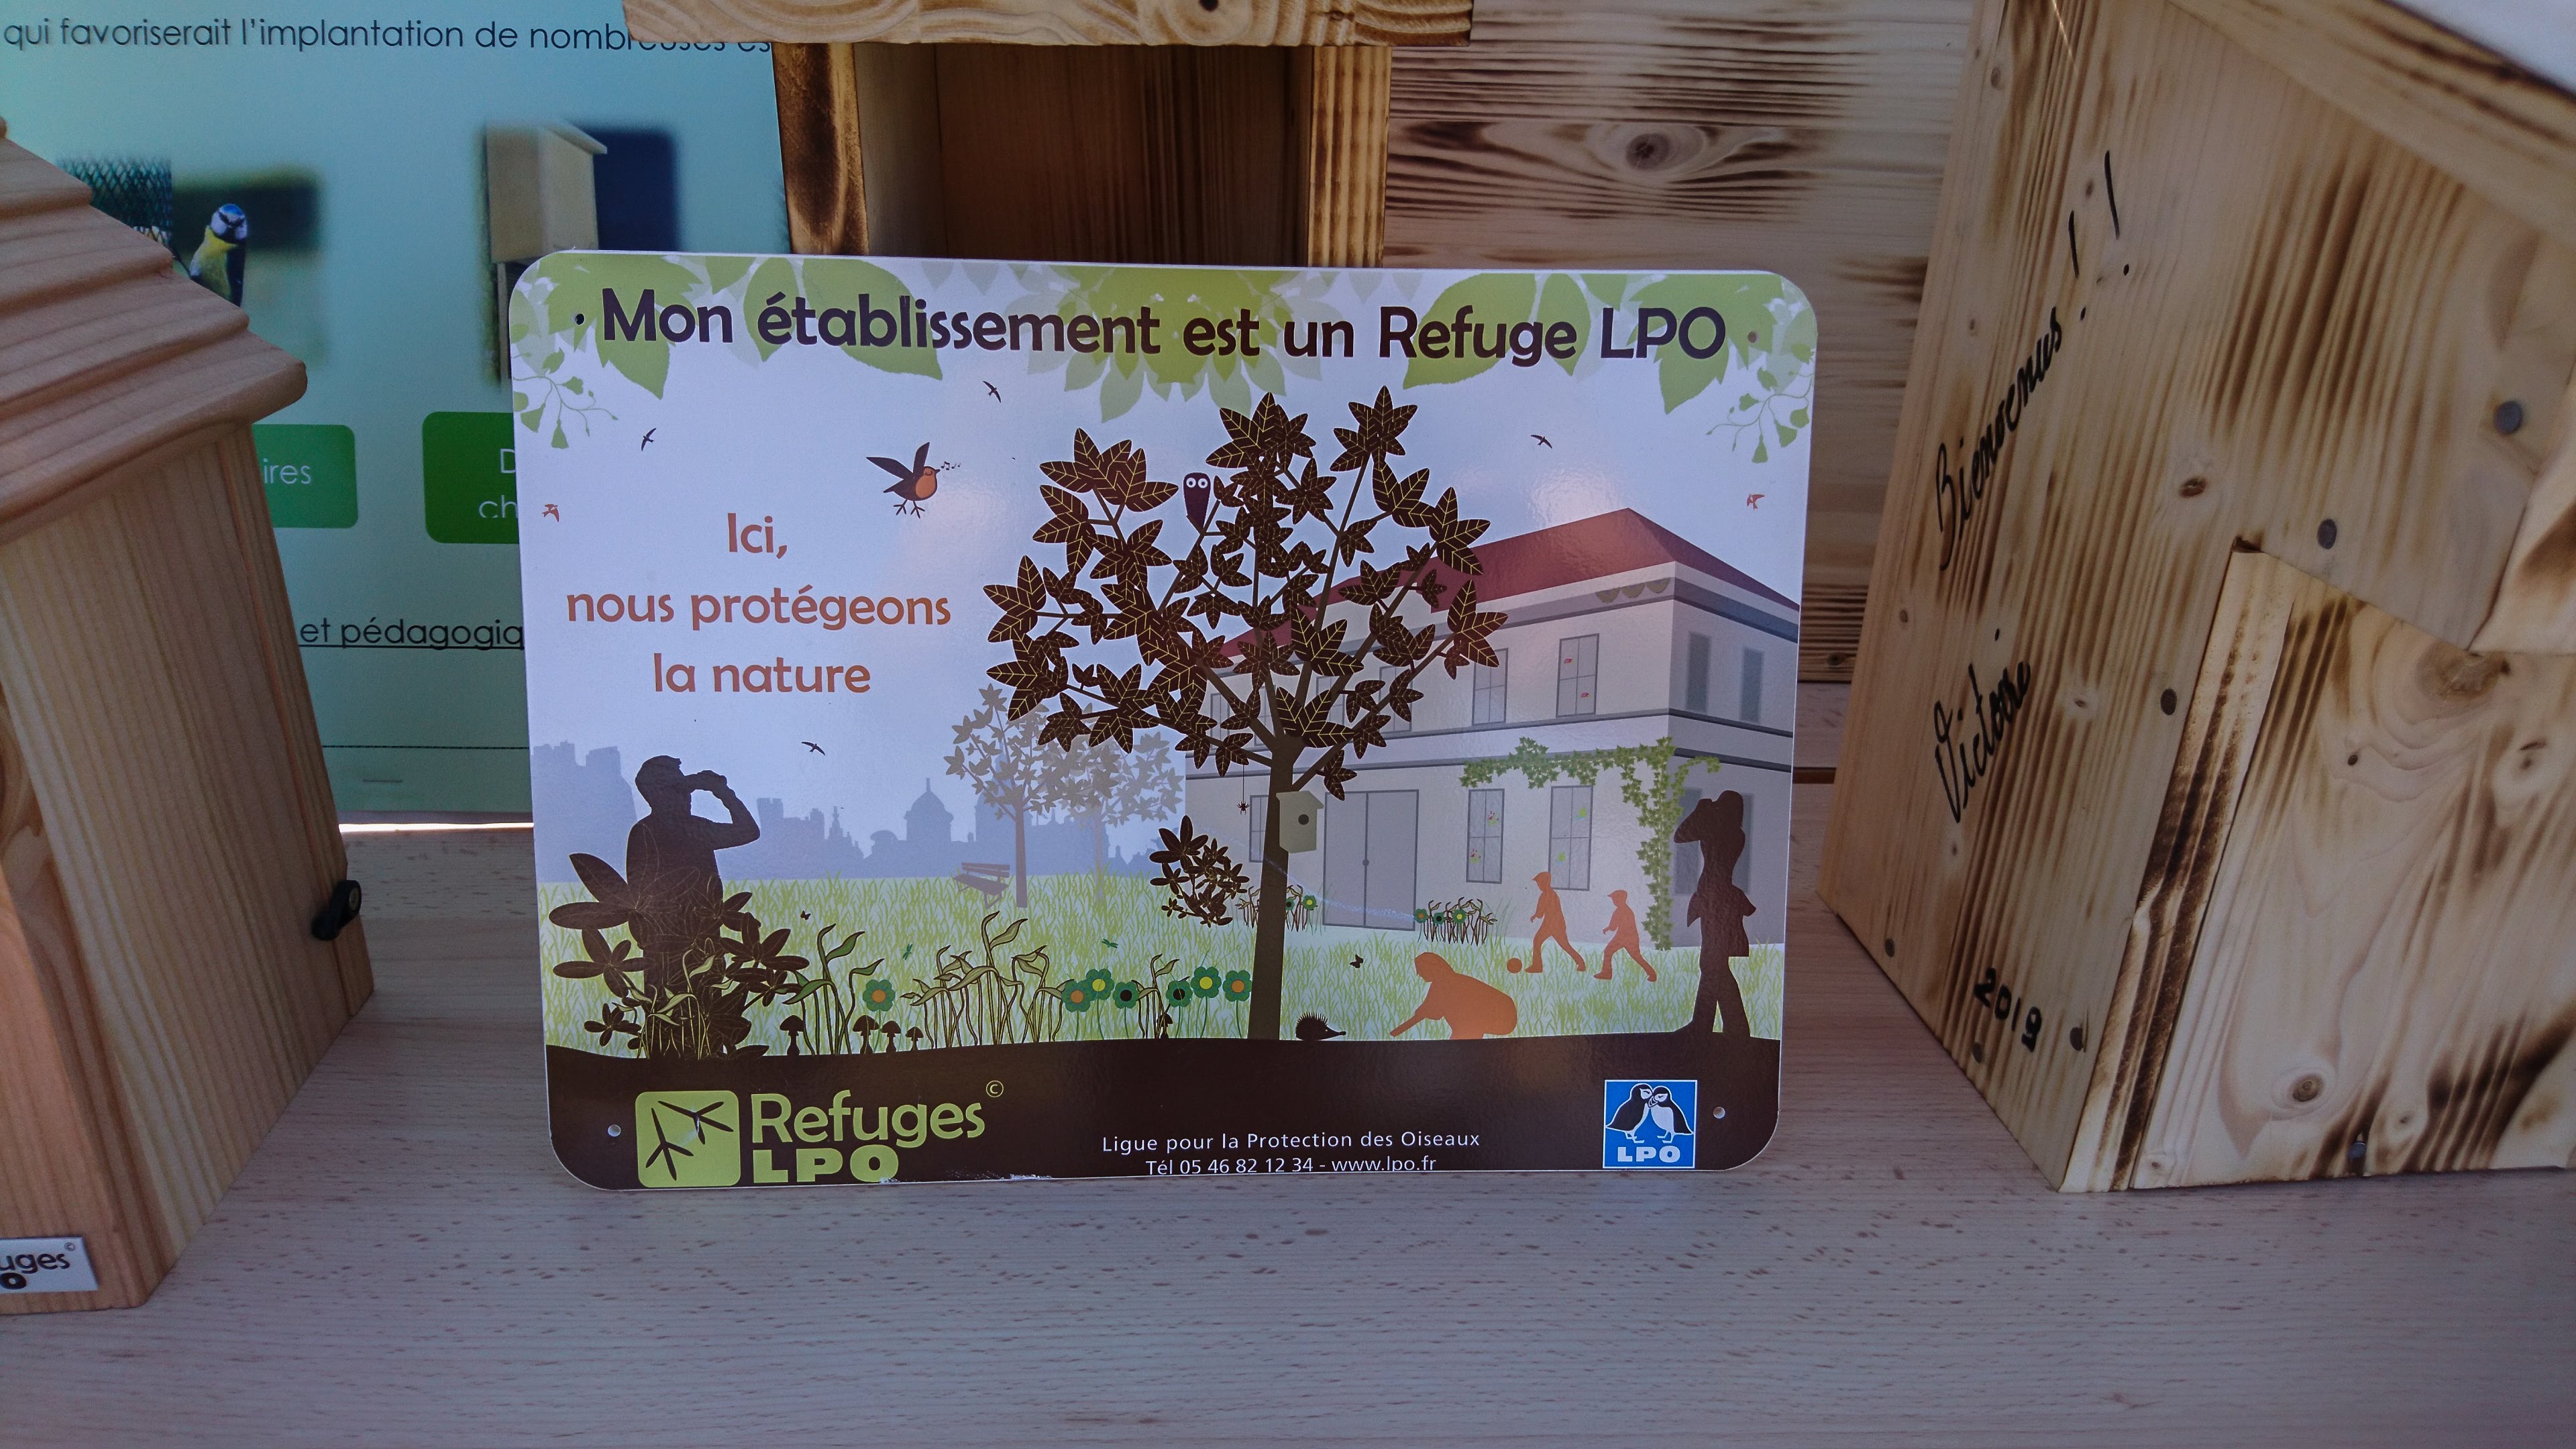 qui favoriserait l'implantation de nombreuses
ires
et
Mon établissement est un Refuge LPO
Ici,
nous protégeons
la nature
Refuges©
LPO
Ligue pour la Protection des Oiseaux
Tél 05 46 82 12 34 - www.lpo.fr
LPO
Bienvenus !!
Victoire
2019
uges©
O